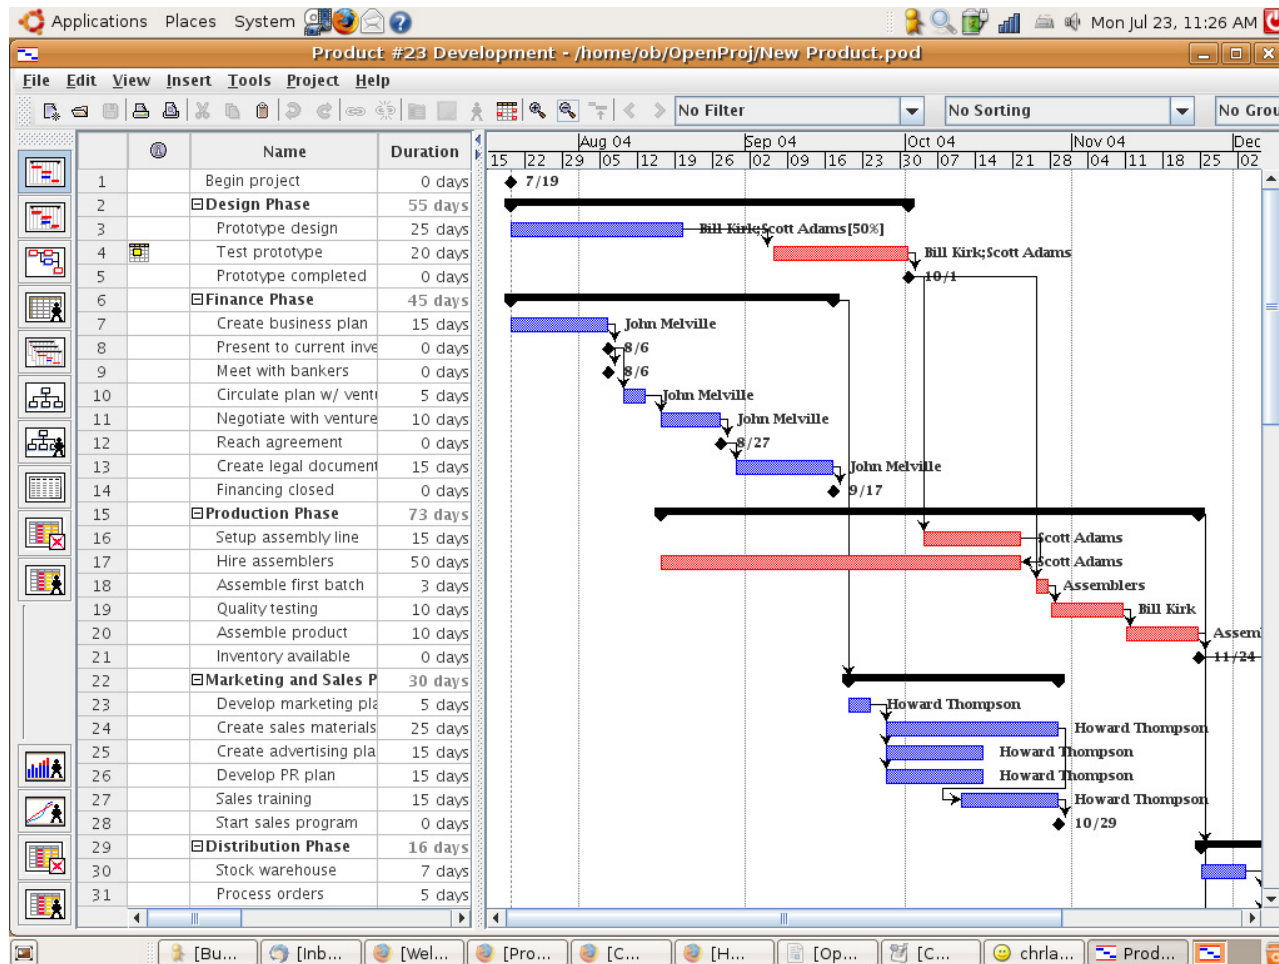 Applications Places System Mon Jul 23, 11:26 AM
Product #23 Development - /home/ob/OpenProj/New Product.pod
File Edit View Insert Tools Project Help
No Filter No Sorting No Grou
Name Duration
Aug 04 Sep 04 Oct 04 Nov 04 Dec
15 22 29 05 12 19 26 02 09 16 23 30 07 14 21 28 04 11 18 25 02
1 Begin project 0 days 7/19
2 Design Phase 55 days
3 Prototype design 25 days Bill Kirk;Scott Adams[50%]
4 Test prototype 20 days Bill Kirk;Scott Adams
5 Prototype completed 0 days 10/1
6 Finance Phase 45 days
7 Create business plan 15 days John Melville
8 Present to current inve 0 days 8/6
9 Meet with bankers 0 days 8/6
10 Circulate plan w/ vent 5 days John Melville
11 Negotiate with venture 10 days John Melville
12 Reach agreement 0 days 8/27
13 Create legal document 15 days John Melville
14 Financing closed 0 days 9/17
15 Production Phase 73 days
16 Setup assembly line 15 days Scott Adams
17 Hire assemblers 50 days Scott Adams
18 Assemble first batch 3 days Assemblers
19 Quality testing 10 days Bill Kirk
20 Assemble product 10 days Assem
21 Inventory available 0 days 11/24
22 Marketing and Sales P 30 days
23 Develop marketing pla 5 days Howard Thompson
24 Create sales materials 25 days Howard Thompson
25 Create advertising pla 15 days Howard Thompson
26 Develop PR plan 15 days Howard Thompson
27 Sales training 15 days Howard Thompson
28 Start sales program 0 days 10/29
29 Distribution Phase 16 days
30 Stock warehouse 7 days
31 Process orders 5 days
[Bu... [Inb... [Wel... [Pro... [C... [H... [Op... [C... chrla... Prod...